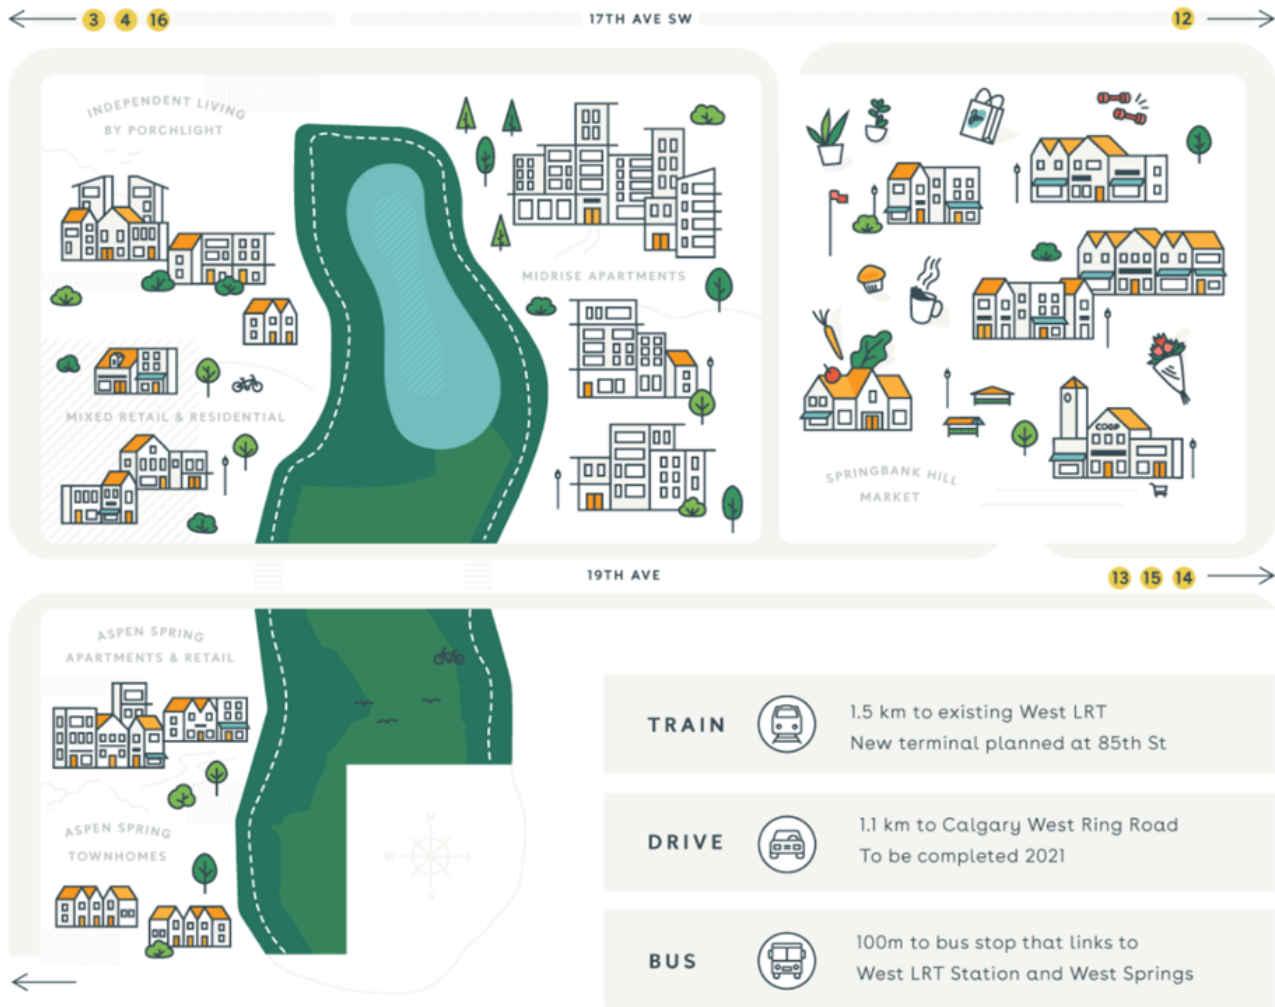 3 4 16
17TH AVE SW
12
INDEPENDENT LIVING
BY PORCHLIGHT
MIDRISE APARTMENTS
MIXED RETAIL & RESIDENTIAL
COOP
SPRINGBANK HILL
MARKET
19TH AVE
13 15 14
ASPEN SPRING
APARTMENTS & RETAIL
TRAIN
1.5 km to existing West LRT
New terminal planned at 85th St
ASPEN SPRING
TOWNHOMES
N
W E
S
DRIVE
1.1 km to Calgary West Ring Road
To be completed 2021
BUS
100m to bus stop that links to
West LRT Station and West Springs